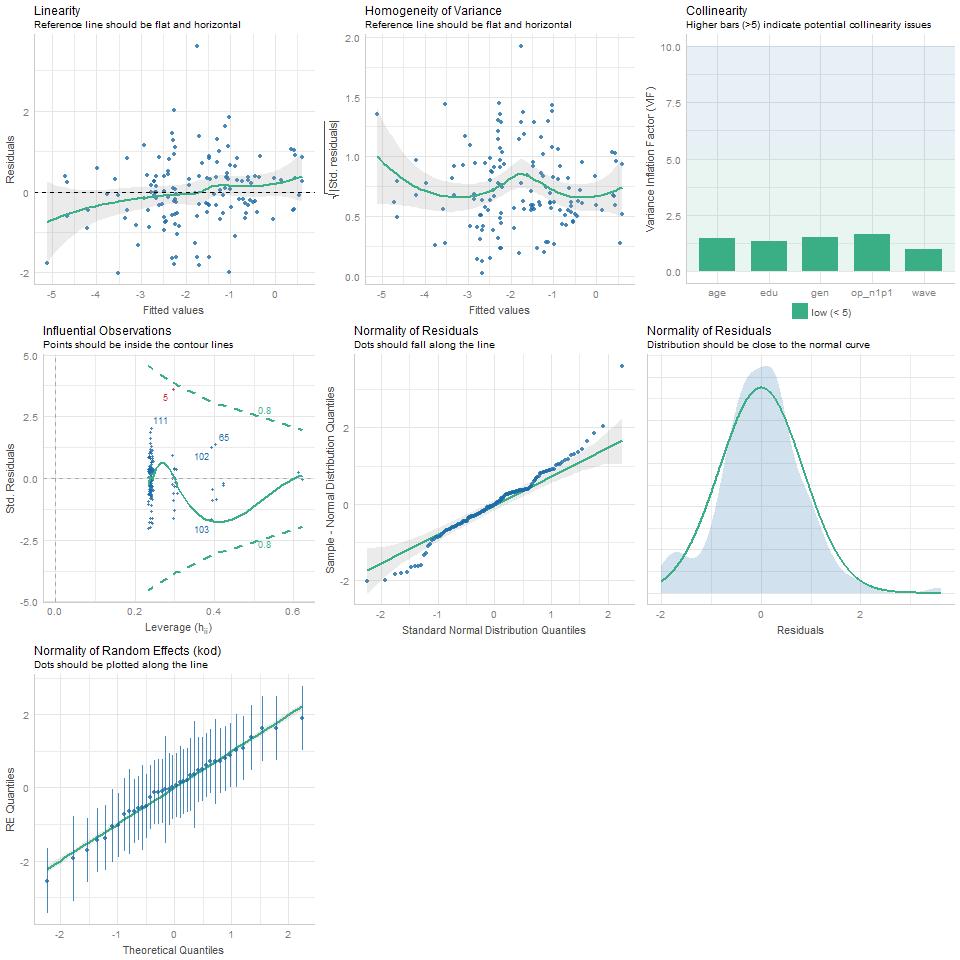 Linearity
Reference line should be flat and horizontal
Residuals
2
0
-2
-5
-4
-3
-2
-1
0
Fitted values
Homogeneity of Variance
Reference line should be flat and horizontal
√|Std. residuals|
2.0
1.5
1.0
0.5
0.0
-5
-4
-3
-2
-1
0
Fitted values
Collinearity
Higher bars (>5) indicate potential collinearity issues
Variance Inflation Factor (VIF)
10.0
7.5
5.0
2.5
0.0
age
edu
gen
op_n1p1
wave
low (< 5)
Influential Observations
Points should be inside the contour lines
Std. Residuals
5.0
2.5
0.0
-2.5
-5.0
5
111
65
102
103
0.8
0.8
0.0
0.2
0.4
0.6
Leverage (hii)
Normality of Residuals
Dots should fall along the line
Sample - Normal Distribution Quantiles
2
0
-2
-2
-1
0
1
2
Standard Normal Distribution Quantiles
Normality of Residuals
Distribution should be close to the normal curve
-2
0
2
Residuals
Normality of Random Effects (kod)
Dots should be plotted along the line
RE Quantiles
2
0
-2
-2
-1
0
1
2
Theoretical Quantiles